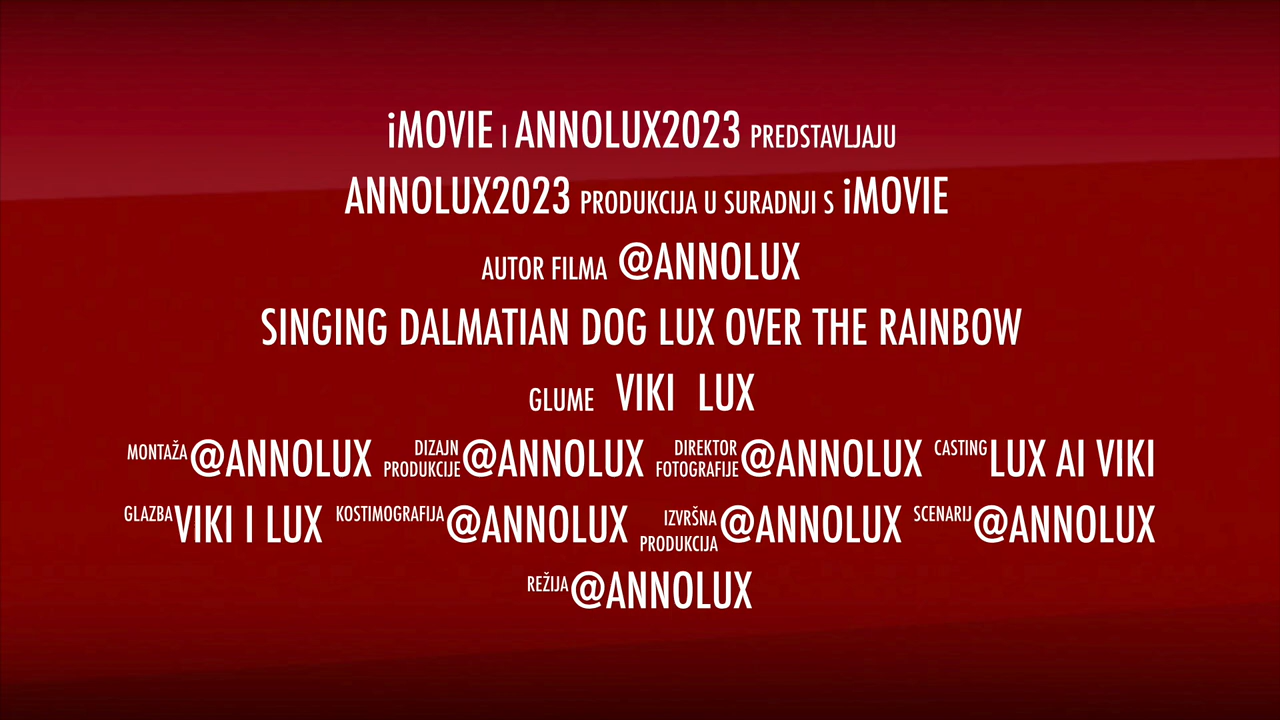 iMOVIE I ANNOLUX2023 PREDSTAVLJAJU
ANNOLUX2023 PRODUKCIJA U SURADNJI S iMOVIE
AUTOR FILMA @ANNOLUX
SINGING DALMATIAN DOG LUX OVER THE RAINBOW
GLUME VIKI LUX
MONTAŽA @ANNOLUX DIZAJN PRODUKCIJE @ANNOLUX DIREKTOR FOTOGRAFIJE @ANNOLUX CASTING LUX AI VIKI
GLAZBA VIKI I LUX KOSTIMOGRAFIJA @ANNOLUX IZVRŠNA PRODUKCIJA @ANNOLUX SCENARIJ @ANNOLUX
REŽIJA @ANNOLUX